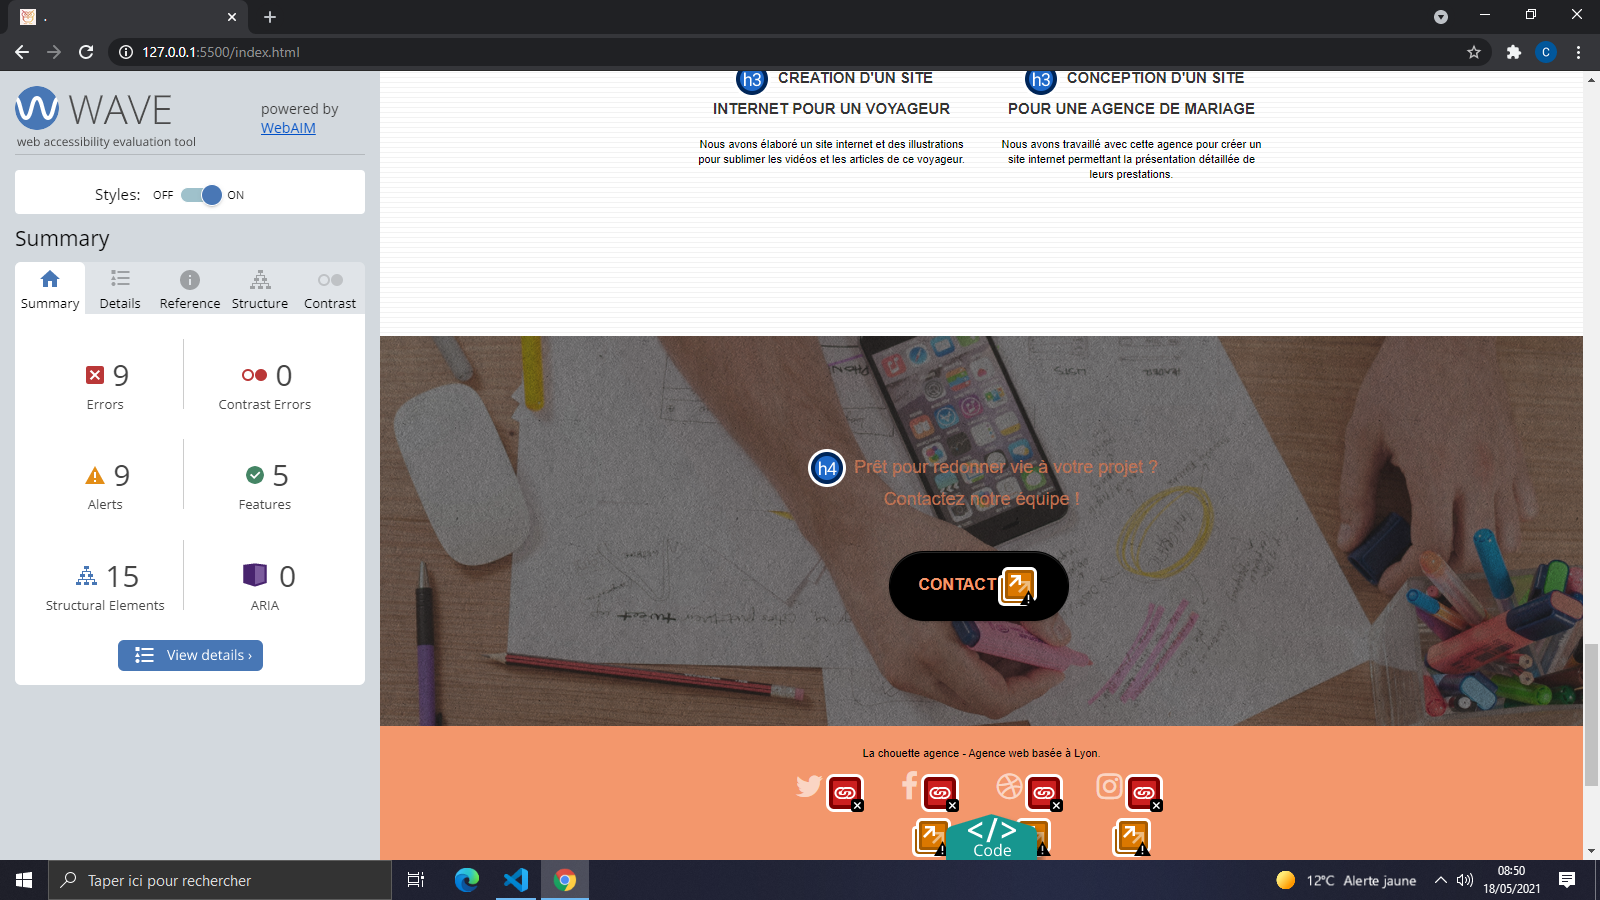 .
127.0.0.1:5500/index.html
C
WAVE
powered by
WebAIM
web accessibility evaluation tool
Styles: OFF ON
Summary
Summary Details Reference Structure Contrast
9 0
Errors Contrast Errors
9 5
Alerts Features
15 0
Structural Elements ARIA
View details ›
h3 CREATION D'UN SITE
INTERNET POUR UN VOYAGEUR
Nous avons élaboré un site internet et des illustrations
pour sublimer les vidéos et les articles de ce voyageur.
h3 CONCEPTION D'UN SITE
POUR UNE AGENCE DE MARIAGE
Nous avons travaillé avec cette agence pour créer un
site internet permettant la présentation détaillée de
leurs prestations.
h4 Prêt pour redonner vie à votre projet ?
Contactez notre équipe !
CONTACT
La chouette agence - Agence web basée à Lyon.
</>
Code
Taper ici pour rechercher
12°C Alerte jaune
08:50
18/05/2021